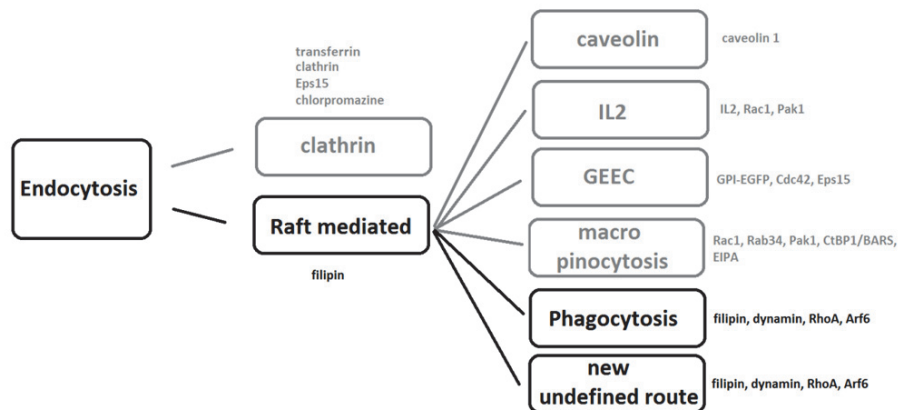 transferrin
clathrin
Eps15
chlorpromazine
clathrin
Endocytosis
Raft mediated
filipin
caveolin
caveolin 1
IL2
IL2, Rac1, Pak1
GEEC
GPI-EGFP, Cdc42, Eps15
macro
pinocytosis
Rac1, Rab34, Pak1, CtBP1/BARS,
EIPA
Phagocytosis
filipin, dynamin, RhoA, Arf6
new
undefined route
filipin, dynamin, RhoA, Arf6